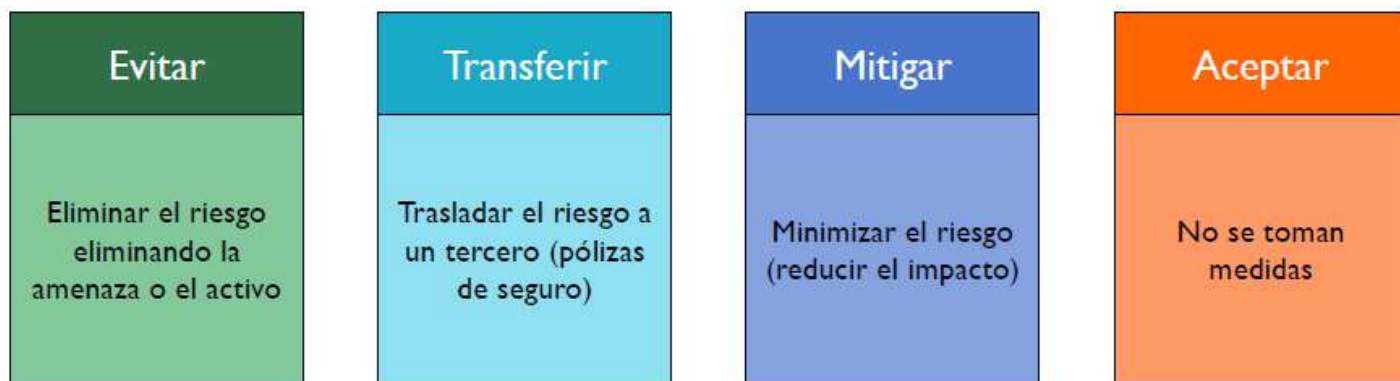 Evitar
Eliminar el riesgo
eliminando la
amenaza o el activo
Transferir
Trasladar el riesgo a
un tercero (pólizas
de seguro)
Mitigar
Minimizar el riesgo
(reducir el impacto)
Aceptar
No se toman
medidas